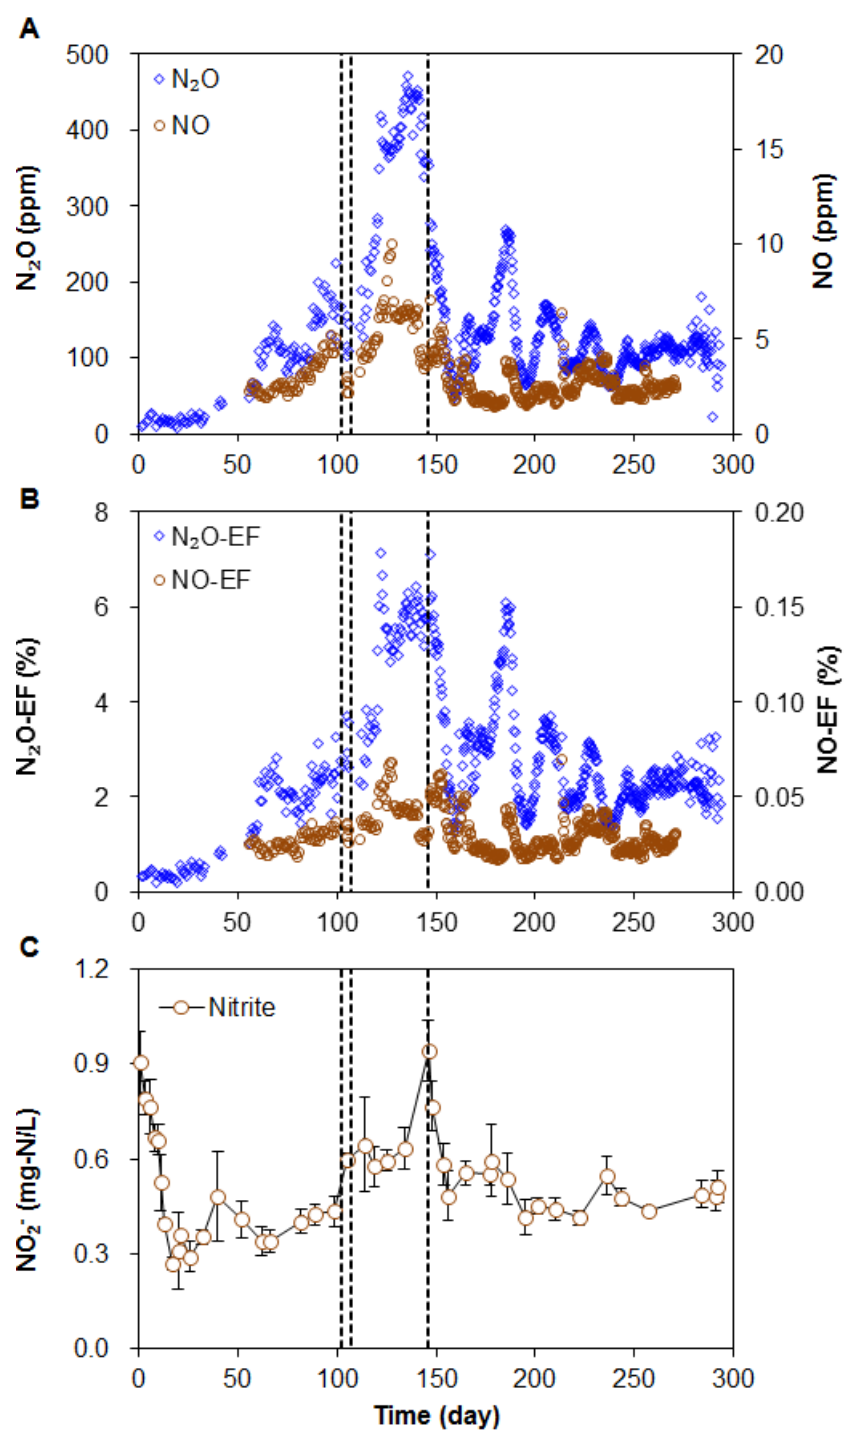 A
500 20
N₂O
NO
400 15
300 10
200
100 5
0 0
N₂O (ppm)
NO (ppm)
0 50 100 150 200 250 300
B
8 0.20
N₂O-EF
NO-EF
6 0.15
4 0.10
2 0.05
0 0.00
N₂O-EF (%)
NO-EF (%)
0 50 100 150 200 250 300
C
1.2
Nitrite
0.9
0.6
0.3
0.0
NO₂⁻ (mg-N/L)
0 50 100 150 200 250 300
Time (day)